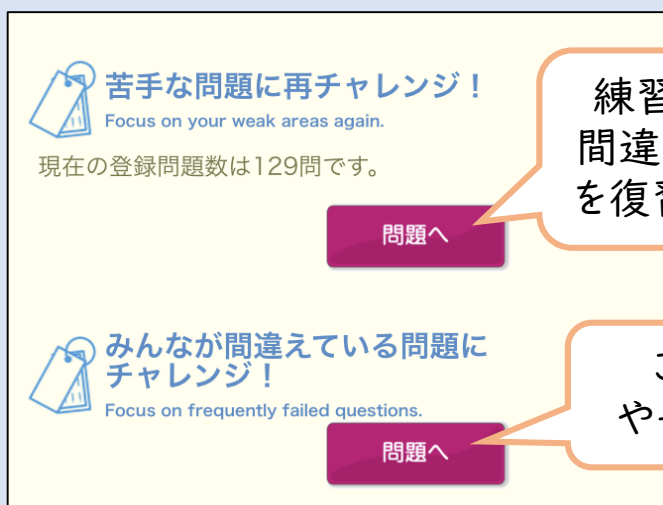 苦手な問題に再チャレンジ！
Focus on your weak areas again.
現在の登録問題数は129問です。
問題へ
練習
間違
を復習
みんなが間違えている問題に
チャレンジ！
Focus on frequently failed questions.
問題へ
や